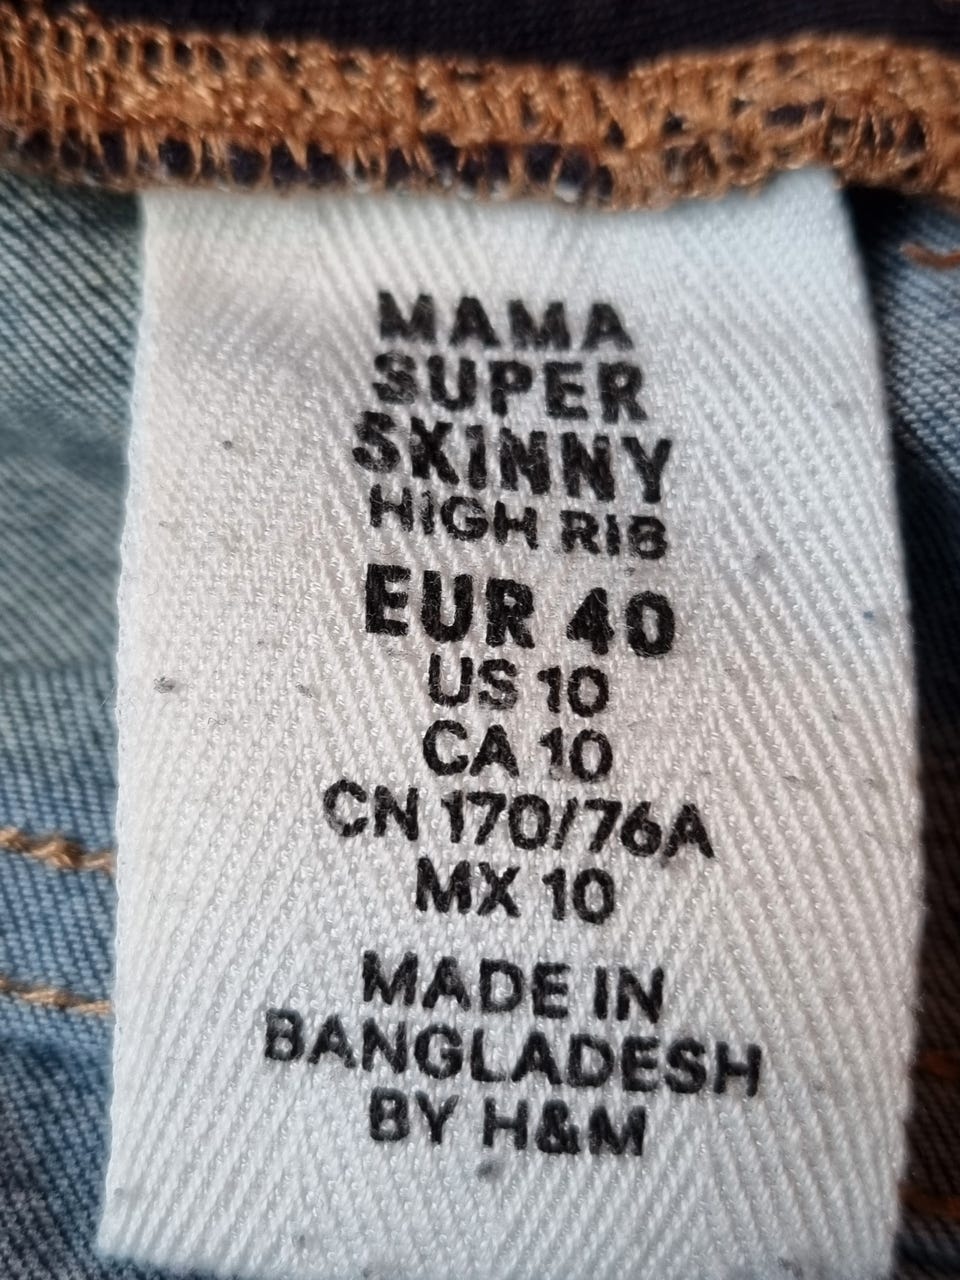 MAMA
SUPER
SKINNY
HIGH RIB
EUR 40
US 10
CA 10
CN 170/76A
MX 10
MADE IN
BANGLADESH
BY H&M